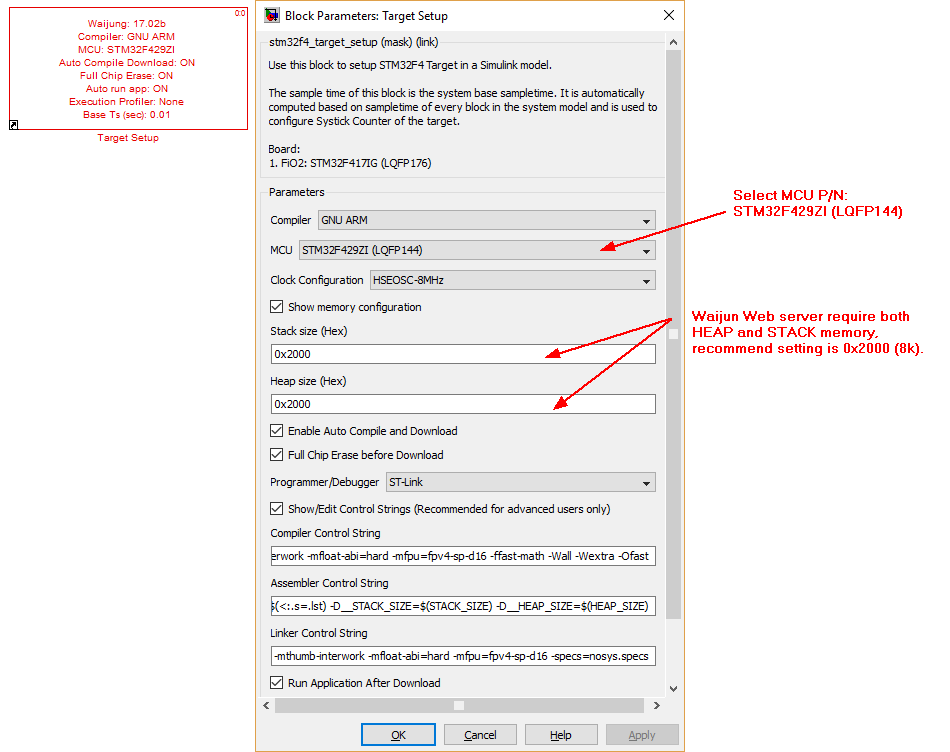 0.0
Waijung: 17.02b
Compiler: GNU ARM
MCU: STM32F429ZI
Auto Compile Download: ON
Full Chip Erase: ON
Auto run app: ON
Execution Profiler: None
Base Ts (sec): 0.01
Target Setup
Block Parameters: Target Setup
stm32f4_target_setup (mask) (link)
Use this block to setup STM32F4 Target in a Simulink model.
The sample time of this block is the system base sampletime. It is automatically
computed based on sampletime of every block in the system model and is used to
configure Systick Counter of the target.
Board:
1. FiO2: STM32F417IG (LQFP176)
Parameters
Compiler GNU ARM
MCU STM32F429ZI (LQFP144)
Clock Configuration HSEOSC-8MHz
Show memory configuration
Stack size (Hex)
0x2000
Heap size (Hex)
0x2000
Enable Auto Compile and Download
Full Chip Erase before Download
Programmer/Debugger ST-Link
Show/Edit Control Strings (Recommended for advanced users only)
Compiler Control String
erwork -mfloat-abi=hard -mfpu=fpv4-sp-d16 -ffast-math -Wall -Wextra -Ofast
Assembler Control String
$(<:.s=.lst) -D__STACK_SIZE=$(STACK_SIZE) -D__HEAP_SIZE=$(HEAP_SIZE)
Linker Control String
-mthumb-interwork -mfloat-abi=hard -mfpu=fpv4-sp-d16 -specs=nosys.specs
Run Application After Download
OK Cancel Help Apply
Select MCU P/N:
STM32F429ZI (LQFP144)
Waijun Web server require both
HEAP and STACK memory,
recommend setting is 0x2000 (8k).